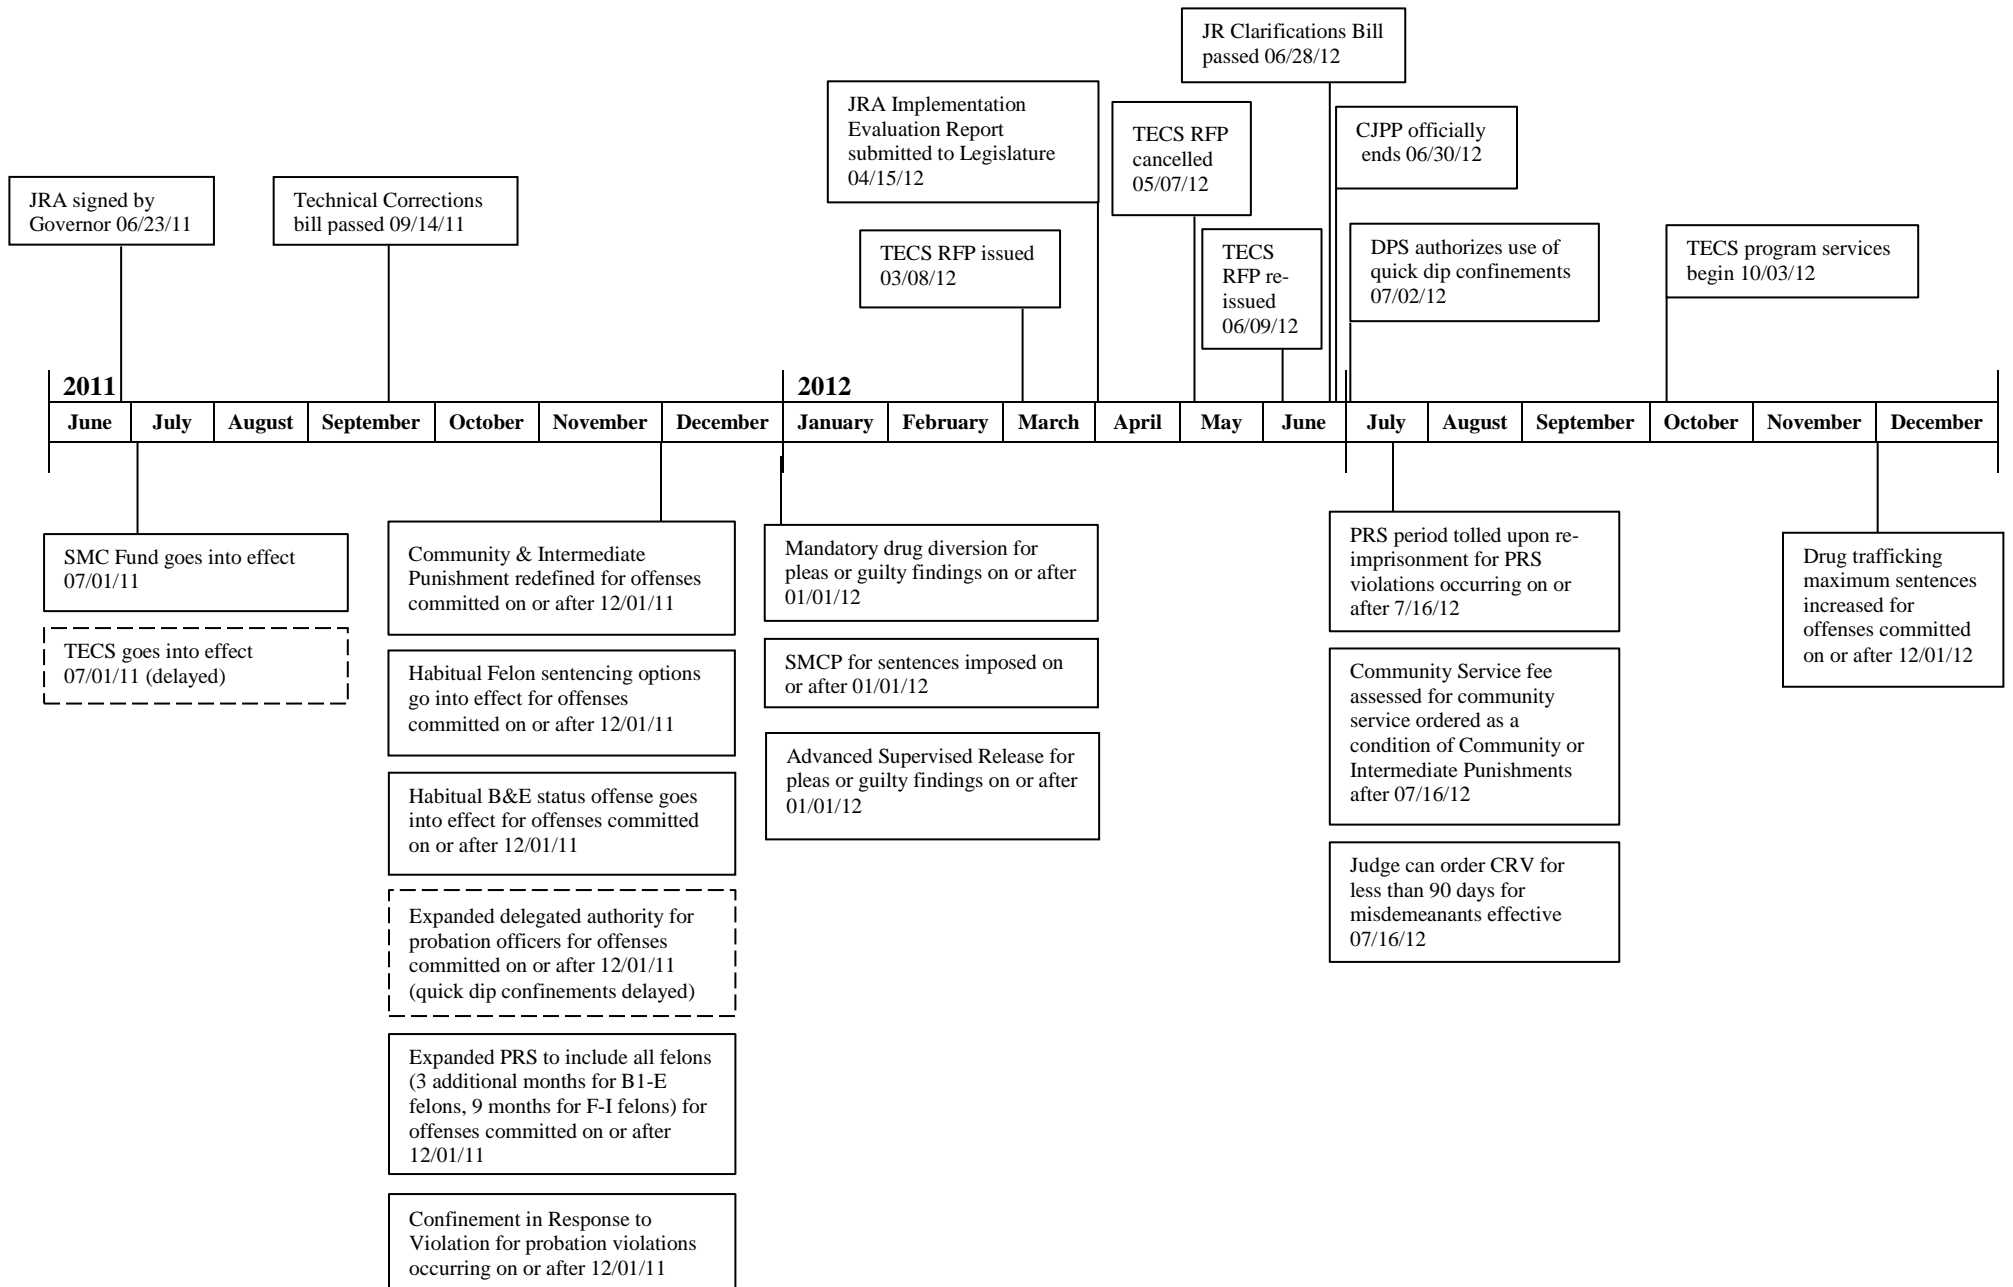 JR Clarifications Bill
passed 06/28/12
JRA Implementation
Evaluation Report
submitted to Legislature
04/15/12
TECS RFP
cancelled
05/07/12
CJPP officially
ends 06/30/12
JRA signed by
Governor 06/23/11
Technical Corrections
bill passed 09/14/11
TECS RFP issued
03/08/12
TECS
RFP re-
issued
06/09/12
DPS authorizes use of
quick dip confinements
07/02/12
TECS program services
begin 10/03/12
2011
2012
June July August September October November December January February March April May June July August September October November December
SMC Fund goes into effect
07/01/11
TECS goes into effect
07/01/11 (delayed)
Community & Intermediate
Punishment redefined for offenses
committed on or after 12/01/11
Habitual Felon sentencing options
go into effect for offenses
committed on or after 12/01/11
Habitual B&E status offense goes
into effect for offenses committed
on or after 12/01/11
Expanded delegated authority for
probation officers for offenses
committed on or after 12/01/11
(quick dip confinements delayed)
Expanded PRS to include all felons
(3 additional months for B1-E
felons, 9 months for F-I felons) for
offenses committed on or after
12/01/11
Confinement in Response to
Violation for probation violations
occurring on or after 12/01/11
Mandatory drug diversion for
pleas or guilty findings on or after
01/01/12
SMCP for sentences imposed on
or after 01/01/12
Advanced Supervised Release for
pleas or guilty findings on or after
01/01/12
PRS period tolled upon re-
imprisonment for PRS
violations occurring on or
after 7/16/12
Community Service fee
assessed for community
service ordered as a
condition of Community or
Intermediate Punishments
after 07/16/12
Judge can order CRV for
less than 90 days for
misdemeanants effective
07/16/12
Drug trafficking
maximum sentences
increased for
offenses committed
on or after 12/01/12